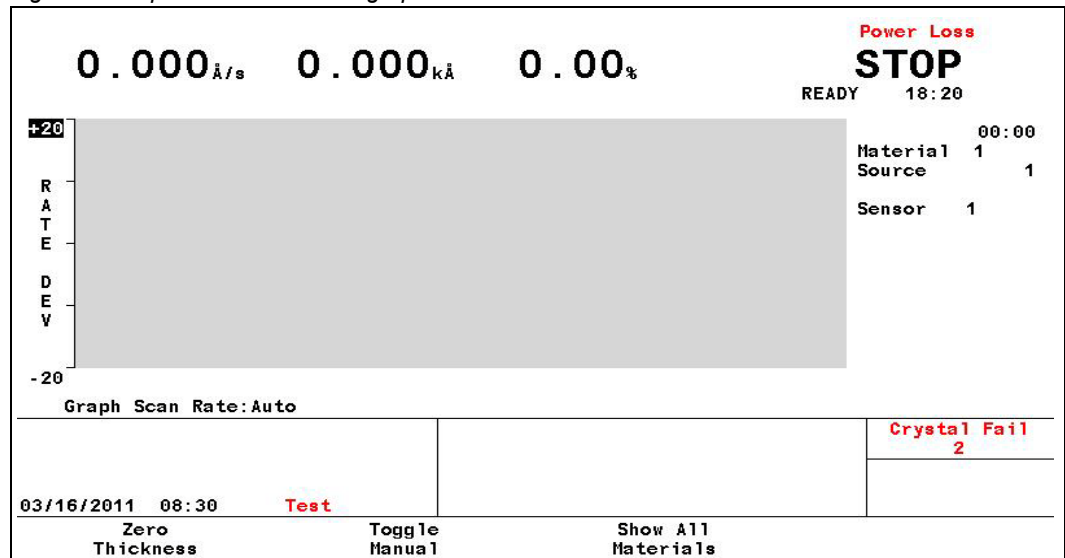 Power Loss
0.000Å/s 0.000kÅ 0.00% STOP
READY 18:20
+20
00:00
Material 1
Source 1
RATE DEV
Sensor 1
-20
Graph Scan Rate:Auto
Crystal Fail
2
03/16/2011 08:30 Test
Zero Thickness
Toggle Manual
Show All Materials